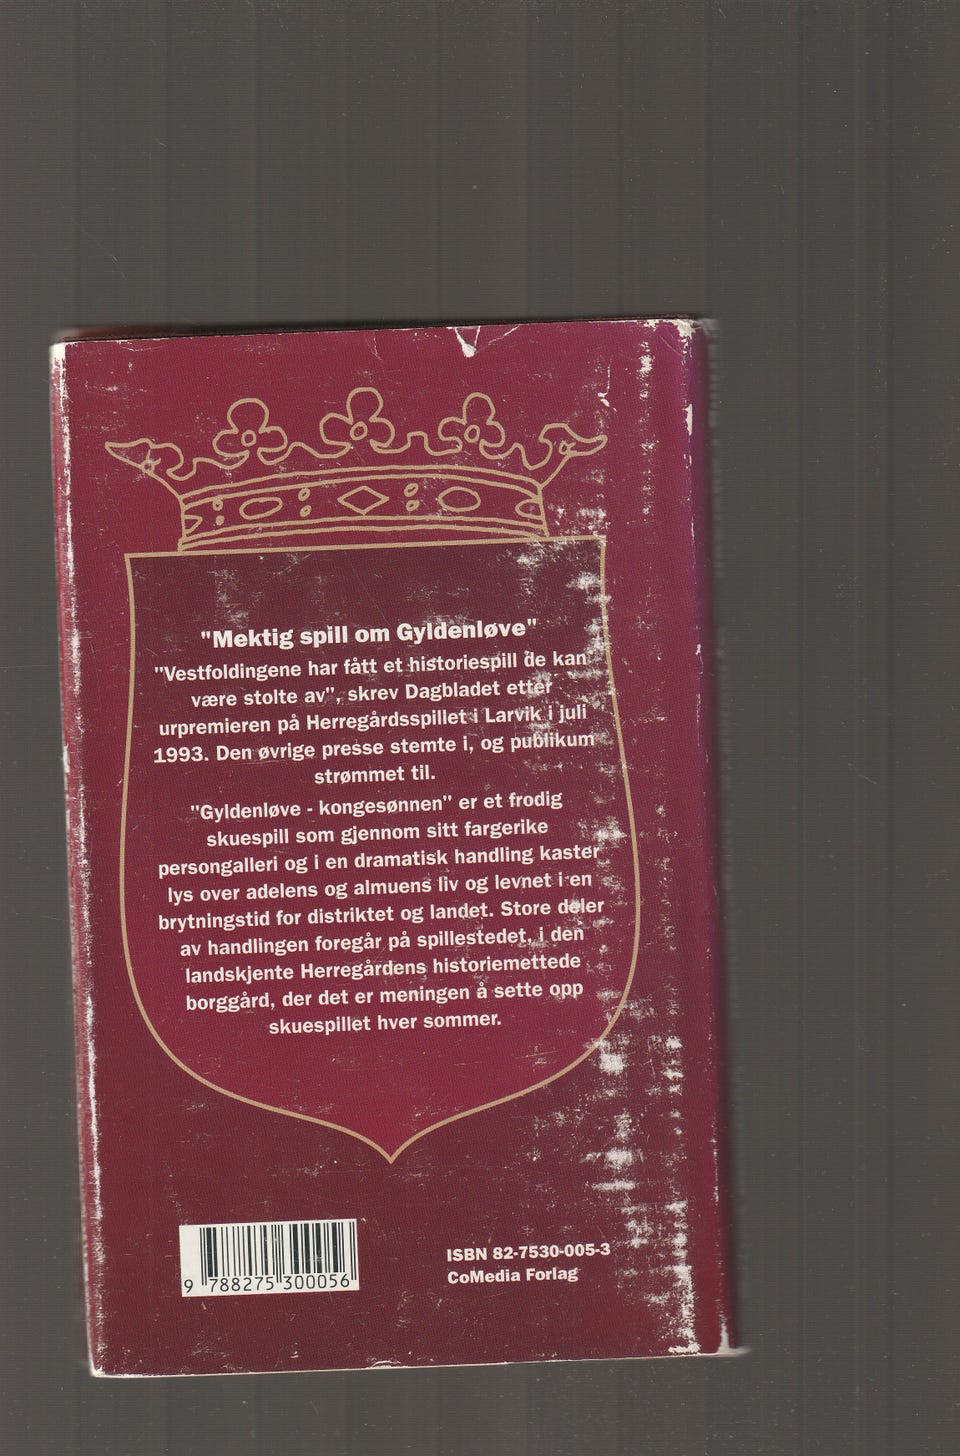 "Mektig spill om Gyldenløve"
"Vestfoldingene har fått et historiespill de kan
være stolte av", skrev Dagbladet etter
urpremieren på Herregårdsspillet i Larvik i juli
1993. Den øvrige presse stemte i, og publikum
strømmet til.
"Gyldenløve - kongesønnen" er et frodig
skuespill som gjennom sitt fargerike
persongalleri og i en dramatisk handling kaster
lys over adelens og almuens liv og levnet i en
brytningstid for distriktet og landet. Store deler
av handlingen foregår på spillestedet, i den
landskjente Herregårdens historiemettede
borggård, der det er meningen å sette opp
skuespillet hver sommer.
ISBN 82-7530-005-3
CoMedia Forlag
9 788275 300056